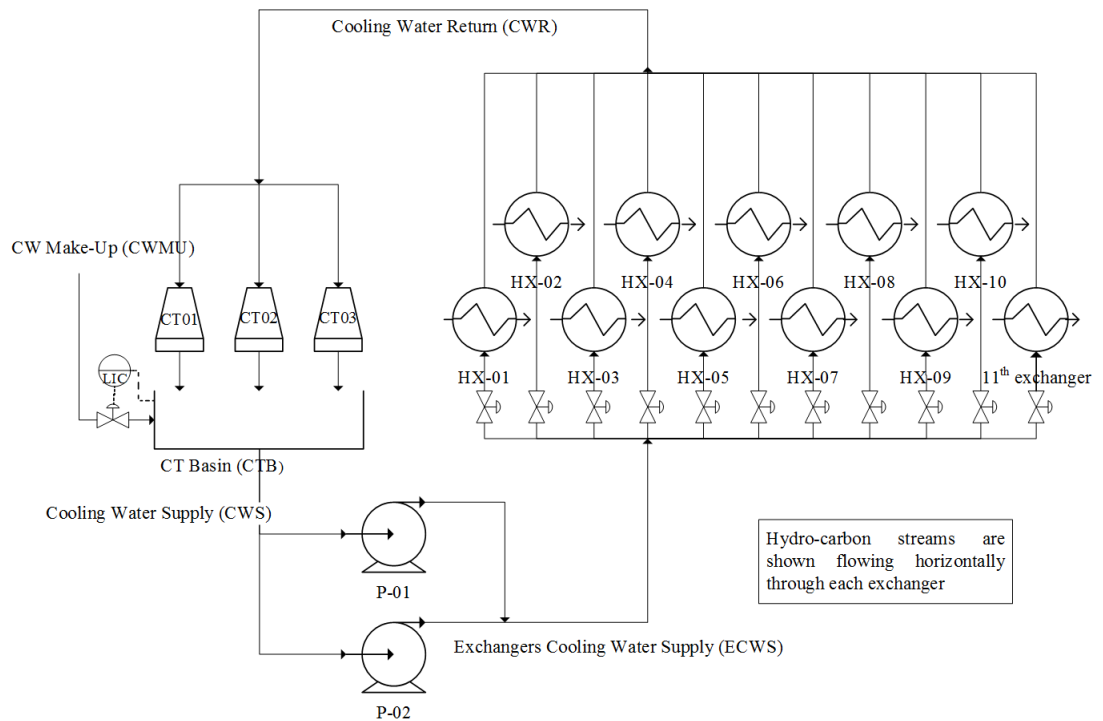 Cooling Water Return (CWR)
HX-02
HX-04
HX-06
HX-08
HX-10
CW Make-Up (CWMU)
CT01
CT02
CT03
LIC
HX-01
HX-03
HX-05
HX-07
HX-09
11th exchanger
CT Basin (CTB)
Cooling Water Supply (CWS)
P-01
Hydro-carbon streams are
shown flowing horizontally
through each exchanger
Exchangers Cooling Water Supply (ECWS)
P-02